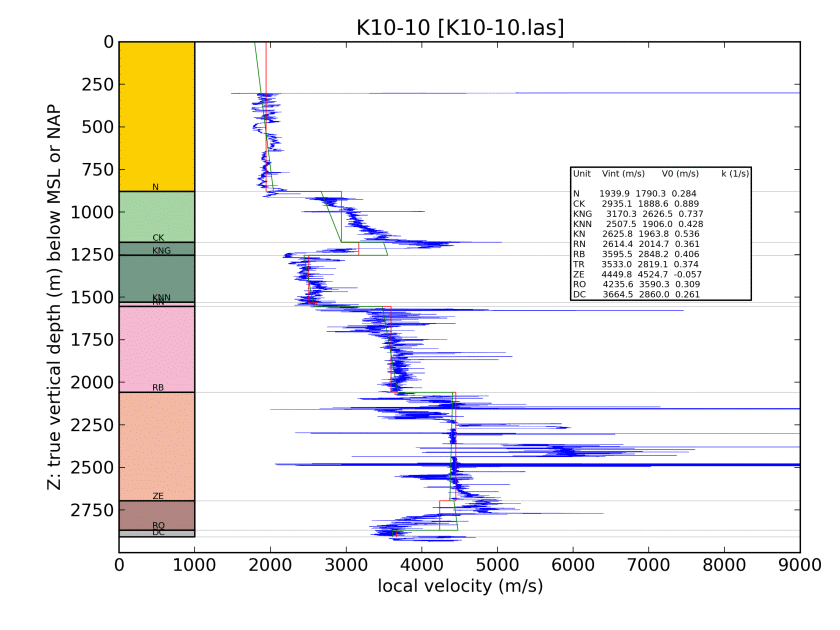 K10-10 [K10-10.las]
Z: true vertical depth (m) below MSL or NAP
0
250
500
750
1000
1250
1500
1750
2000
2250
2500
2750
N
CK
KNG
KNN
RB
ZE
RO
DC
Unit Vint (m/s) V0 (m/s) k (1/s)
N 1939.9 1790.3 0.284
CK 2935.1 1888.6 0.889
KNG 3170.3 2626.5 0.737
KNN 2507.5 1906.0 0.428
KN 2625.8 1963.8 0.536
RN 2614.4 2014.7 0.361
RB 3595.5 2848.2 0.406
TR 3533.0 2819.1 0.374
ZE 4449.8 4524.7 -0.057
RO 4235.6 3590.3 0.309
DC 3664.5 2860.0 0.261
0 1000 2000 3000 4000 5000 6000 7000 8000 9000
local velocity (m/s)